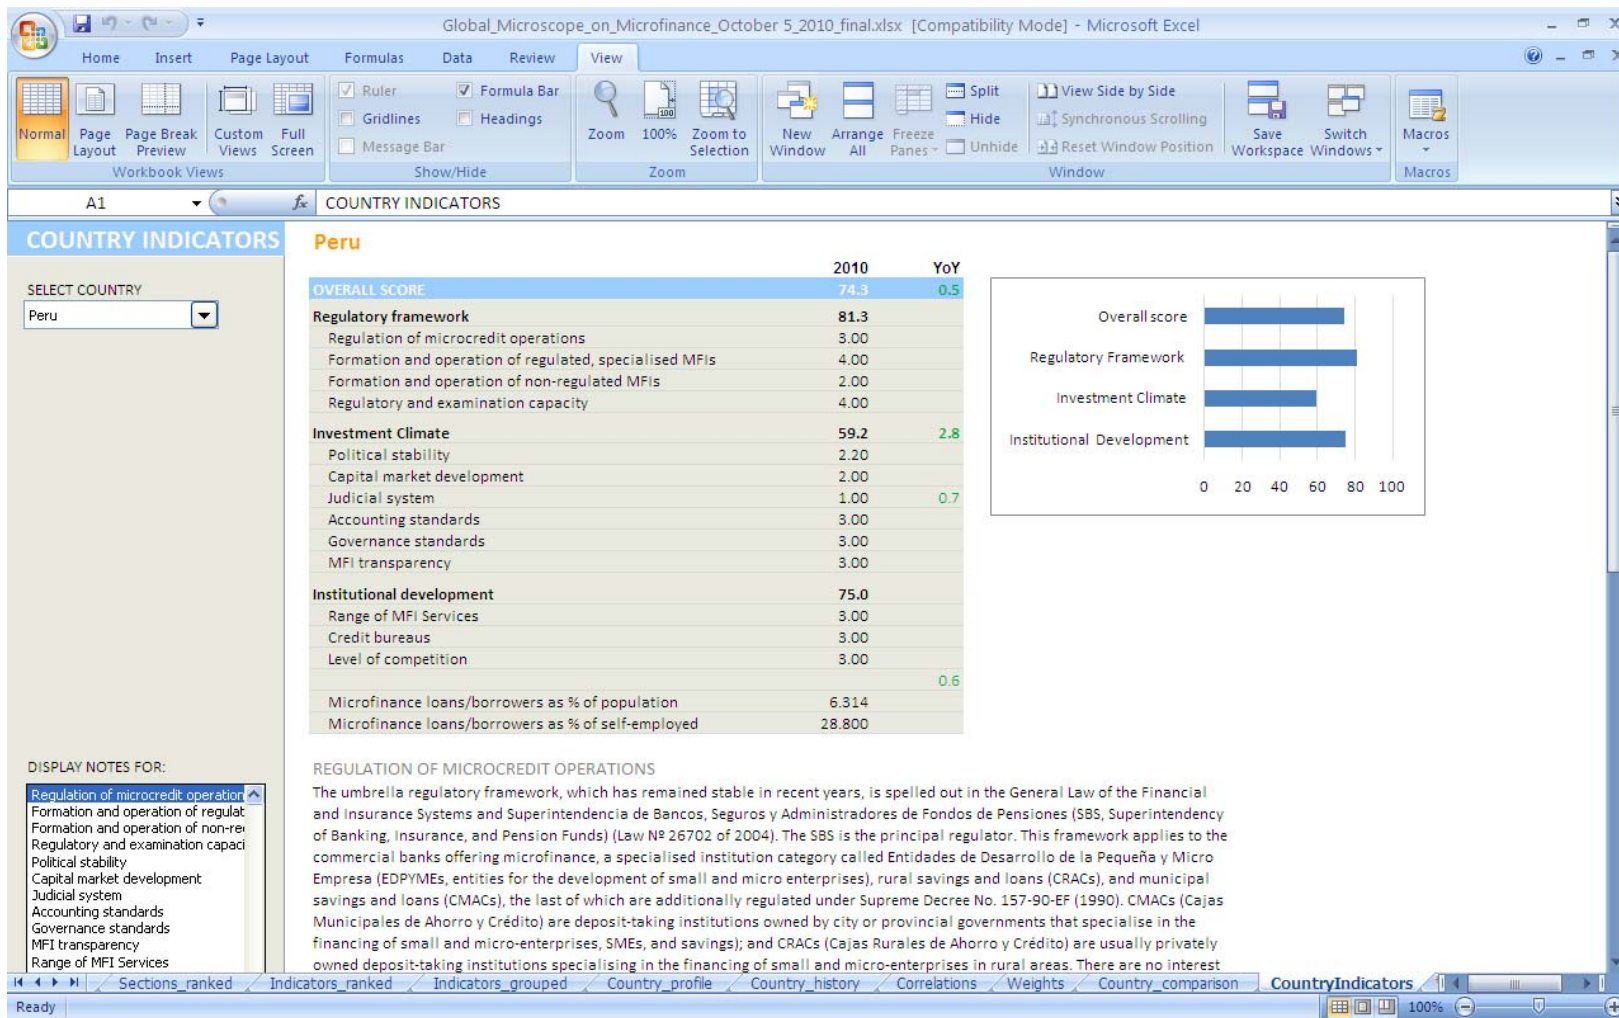 Global_Microscope_on_Microfinance_October 5_2010_final.xlsx [Compatibility Mode] - Microsoft Excel
Home Insert Page Layout Formulas Data Review View
Normal Page Layout Page Break Preview Custom Views Full Screen
Workbook Views
Ruler Formula Bar
Gridlines Headings
Message Bar
Show/Hide
Zoom 100% Zoom to Selection
Zoom
New Window Arrange All Freeze Panes
Split
Hide
Unhide
View Side by Side
Synchronous Scrolling
Reset Window Position
Save Workspace Switch Windows
Window
Macros
Macros
A1 fx COUNTRY INDICATORS
COUNTRY INDICATORS
SELECT COUNTRY
Peru
Peru
2010 YoY
OVERALL SCORE 74.3 0.5
Regulatory framework 81.3
Regulation of microcredit operations 3.00
Formation and operation of regulated, specialised MFIs 4.00
Formation and operation of non-regulated MFIs 2.00
Regulatory and examination capacity 4.00
Investment Climate 59.2 2.8
Political stability 2.20
Capital market development 2.00
Judicial system 1.00 0.7
Accounting standards 3.00
Governance standards 3.00
MFI transparency 3.00
Institutional development 75.0
Range of MFI Services 3.00
Credit bureaus 3.00
Level of competition 3.00
0.6
Microfinance loans/borrowers as % of population 6.314
Microfinance loans/borrowers as % of self-employed 28.800
Overall score
Regulatory Framework
Investment Climate
Institutional Development
0 20 40 60 80 100
DISPLAY NOTES FOR:
Regulation of microcredit operation
Formation and operation of regulat
Formation and operation of non-re
Regulatory and examination capaci
Political stability
Capital market development
Judicial system
Accounting standards
Governance standards
MFI transparency
Range of MFI Services
REGULATION OF MICROCREDIT OPERATIONS
The umbrella regulatory framework, which has remained stable in recent years, is spelled out in the General Law of the Financial
and Insurance Systems and Superintendencia de Bancos, Seguros y Administradores de Fondos de Pensiones (SBS, Superintendency
of Banking, Insurance, and Pension Funds) (Law Nº 26702 of 2004). The SBS is the principal regulator. This framework applies to the
commercial banks offering microfinance, a specialised institution category called Entidades de Desarrollo de la Pequeña y Micro
Empresa (EDPYMEs, entities for the development of small and micro enterprises), rural savings and loans (CRACs), and municipal
savings and loans (CMACs), the last of which are additionally regulated under Supreme Decree No. 157-90-EF (1990). CMACs (Cajas
Municipales de Ahorro y Crédito) are deposit-taking institutions owned by city or provincial governments that specialise in the
financing of small and micro-enterprises, SMEs, and savings); and CRACs (Cajas Rurales de Ahorro y Crédito) are usually privately
owned deposit-taking institutions specialising in the financing of small and micro-enterprises in rural areas. There are no interest
Sections_ranked Indicators_ranked Indicators_grouped Country_profile Country_history Correlations Weights Country_comparison CountryIndicators
Ready 100%